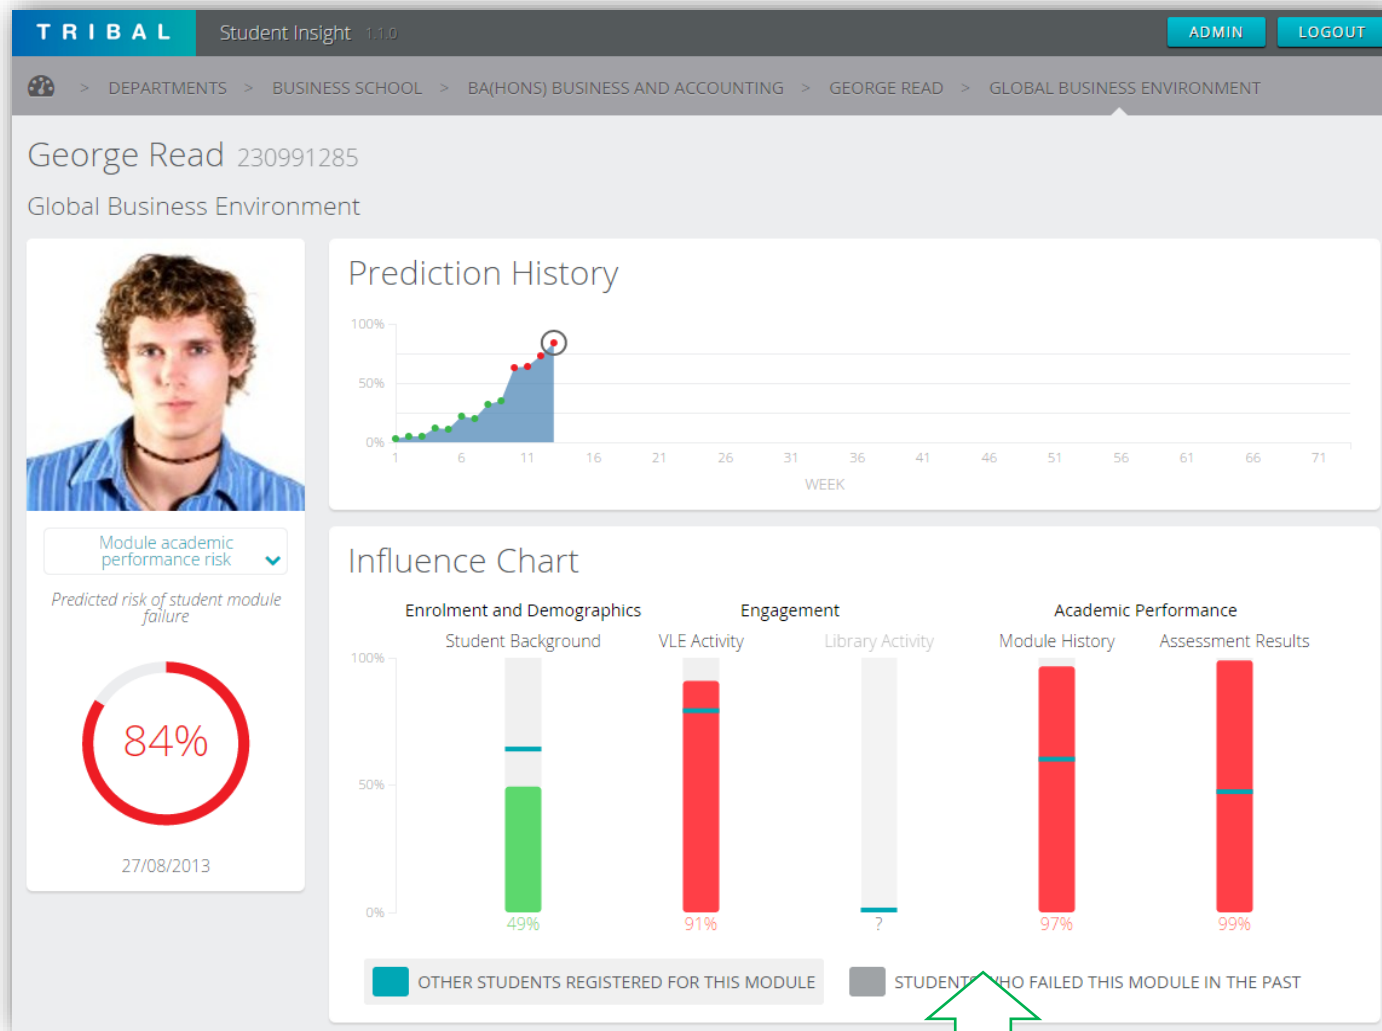 TRIBAL Student Insight 1.1.0 ADMIN LOGOUT
> DEPARTMENTS > BUSINESS SCHOOL > BA(HONS) BUSINESS AND ACCOUNTING > GEORGE READ > GLOBAL BUSINESS ENVIRONMENT
George Read 230991285
Global Business Environment
Module academic
performance risk
Predicted risk of student module
failure
84%
27/08/2013
Prediction History
100%
50%
0%
1 6 11 16 21 26 31 36 41 46 51 56 61 66 71
WEEK
Influence Chart
Enrolment and Demographics Engagement Academic Performance
Student Background VLE Activity Library Activity Module History Assessment Results
100%
50%
0%
49% 91% ? 97% 99%
OTHER STUDENTS REGISTERED FOR THIS MODULE STUDENTS WHO FAILED THIS MODULE IN THE PAST